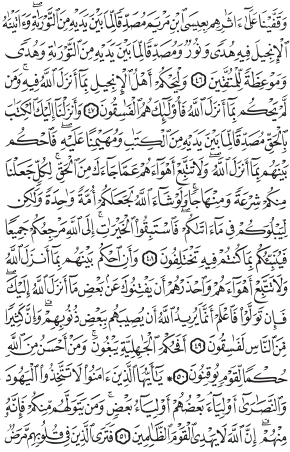 وَقَفَّيْنَا عَلَىٰٓ ءَاثَٰرِهِم بِعِيسَى ٱبْنِ مَرْيَمَ مُصَدِّقًا لِّمَا بَيْنَ يَدَيْهِ مِنَ ٱلتَّوْرَىٰةِ ۖ وَءَاتَيْنَٰهُ
ٱلْإِنجِيلَ فِيهِ هُدًى وَنُورٌ وَمُصَدِّقًا لِّمَا بَيْنَ يَدَيْهِ مِنَ ٱلتَّوْرَىٰةِ وَهُدًى
وَمَوْعِظَةً لِّلْمُتَّقِينَ ٤٦ وَلْيَحْكُمْ أَهْلُ ٱلْإِنجِيلِ بِمَآ أَنزَلَ ٱللَّهُ فِيهِ ۚ وَمَن
لَّمْ يَحْكُم بِمَآ أَنزَلَ ٱللَّهُ فَأُو۟لَٰٓئِكَ هُمُ ٱلْفَٰسِقُونَ ٤٧ وَأَنزَلْنَآ إِلَيْكَ ٱلْكِتَٰبَ
بِٱلْحَقِّ مُصَدِّقًا لِّمَا بَيْنَ يَدَيْهِ مِنَ ٱلْكِتَٰبِ وَمُهَيْمِنًا عَلَيْهِ ۖ فَٱحْكُم
بَيْنَهُم بِمَآ أَنزَلَ ٱللَّهُ ۖ وَلَا تَتَّبِعْ أَهْوَآءَهُمْ عَمَّا جَآءَكَ مِنَ ٱلْحَقِّ ۚ لِكُلٍّ جَعَلْنَا
مِنكُمْ شِرْعَةً وَمِنْهَاجًا ۚ وَلَوْ شَآءَ ٱللَّهُ لَجَعَلَكُمْ أُمَّةً وَٰحِدَةً وَلَٰكِن
لِّيَبْلُوَكُمْ فِى مَآ ءَاتَىٰكُمْ ۖ فَٱسْتَبِقُوا۟ ٱلْخَيْرَٰتِ ۚ إِلَى ٱللَّهِ مَرْجِعُكُمْ جَمِيعًا
فَيُنَبِّئُكُم بِمَا كُنتُمْ فِيهِ تَخْتَلِفُونَ ٤٨ وَأَنِ ٱحْكُم بَيْنَهُم بِمَآ أَنزَلَ ٱللَّهُ
وَلَا تَتَّبِعْ أَهْوَآءَهُمْ وَٱحْذَرْهُمْ أَن يَفْتِنُوكَ عَنۢ بَعْضِ مَآ أَنزَلَ ٱللَّهُ إِلَيْكَ ۖ
فَإِن تَوَلَّوْا۟ فَٱعْلَمْ أَنَّمَا يُرِيدُ ٱللَّهُ أَن يُصِيبَهُم بِبَعْضِ ذُنُوبِهِمْ ۗ وَإِنَّ كَثِيرًا
مِّنَ ٱلنَّاسِ لَفَٰسِقُونَ ٤٩ أَفَحُكْمَ ٱلْجَٰهِلِيَّةِ يَبْغُونَ ۚ وَمَنْ أَحْسَنُ مِنَ ٱللَّهِ
حُكْمًا لِّقَوْمٍ يُوقِنُونَ ٥٠ ۞ يَٰٓأَيُّهَا ٱلَّذِينَ ءَامَنُوا۟ لَا تَتَّخِذُوا۟ ٱلْيَهُودَ
وَٱلنَّصَٰرَىٰٓ أَوْلِيَآءَ ۘ بَعْضُهُمْ أَوْلِيَآءُ بَعْضٍ ۚ وَمَن يَتَوَلَّهُم مِّنكُمْ فَإِنَّهُۥ
مِنْهُمْ ۗ إِنَّ ٱللَّهَ لَا يَهْدِى ٱلْقَوْمَ ٱلظَّٰلِمِينَ ٥١ فَتَرَى ٱلَّذِينَ فِى قُلُوبِهِم مَّرَضٌ